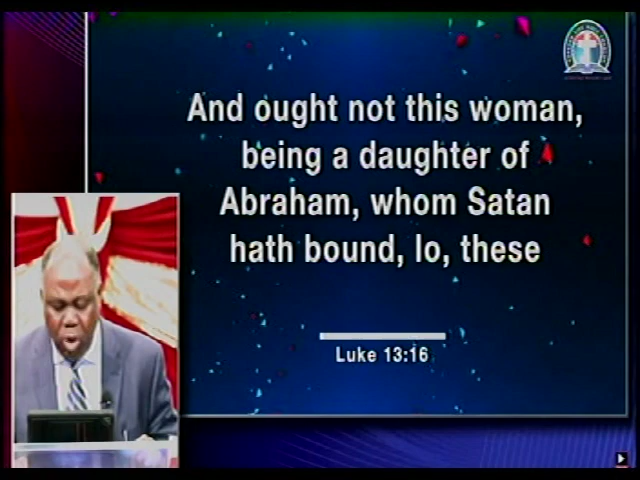 And ought not this woman,
being a daughter of
Abraham, whom Satan
hath bound, lo, these
Luke 13:16